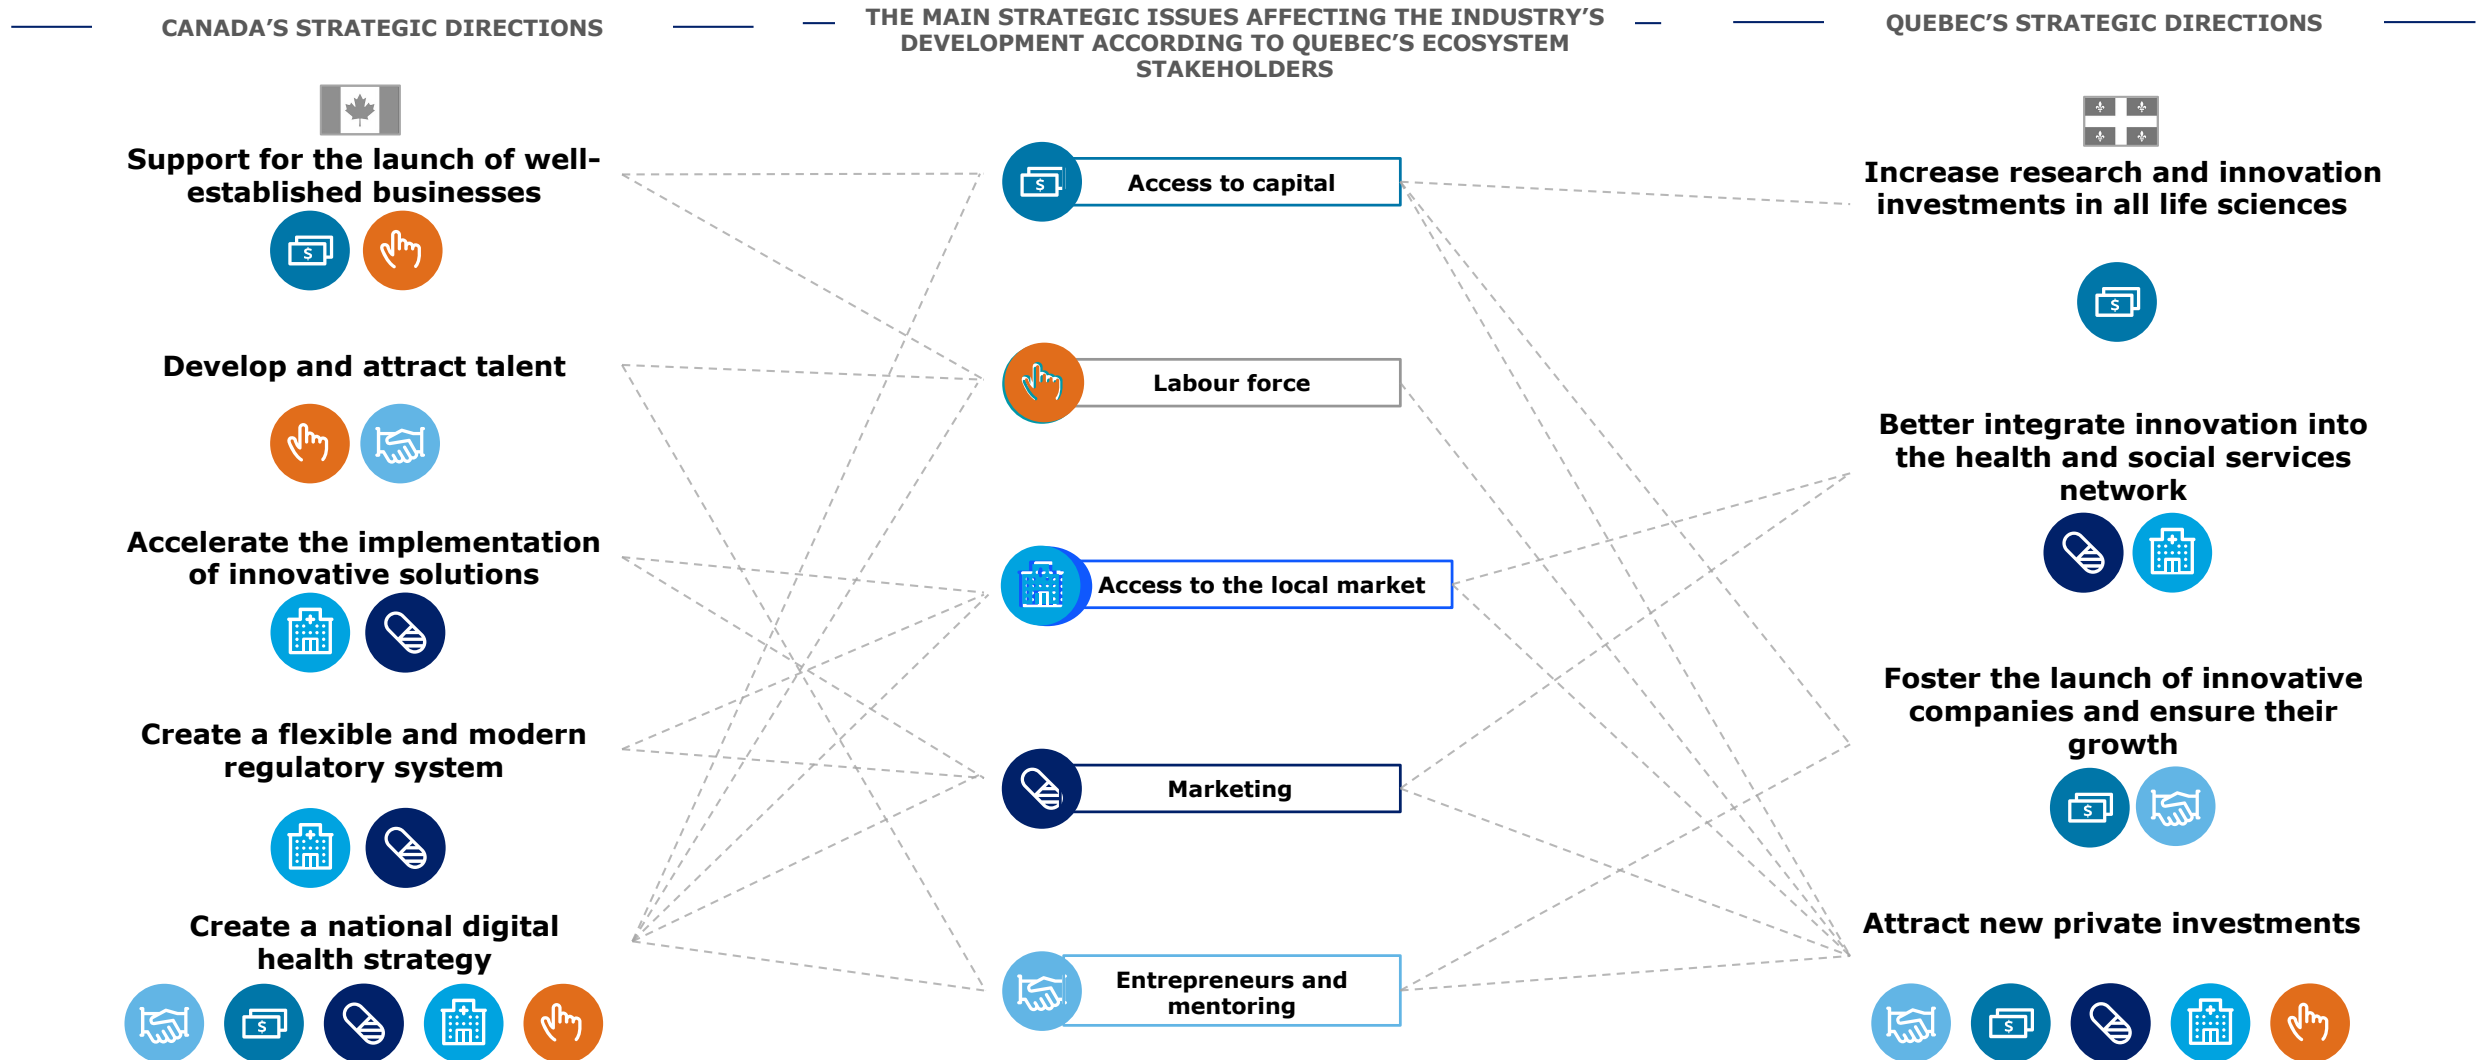 CANADA’S STRATEGIC DIRECTIONS
Support for the launch of well-
established businesses
$
Develop and attract talent
Accelerate the implementation
of innovative solutions
Create a flexible and modern
regulatory system
Create a national digital
health strategy
$
THE MAIN STRATEGIC ISSUES AFFECTING THE INDUSTRY’S
DEVELOPMENT ACCORDING TO QUEBEC’S ECOSYSTEM
STAKEHOLDERS
$
Access to capital
Labour force
Access to the local market
Marketing
Entrepreneurs and
mentoring
QUEBEC’S STRATEGIC DIRECTIONS
Increase research and innovation
investments in all life sciences
$
Better integrate innovation into
the health and social services
network
Foster the launch of innovative
companies and ensure their
growth
$
Attract new private investments
$